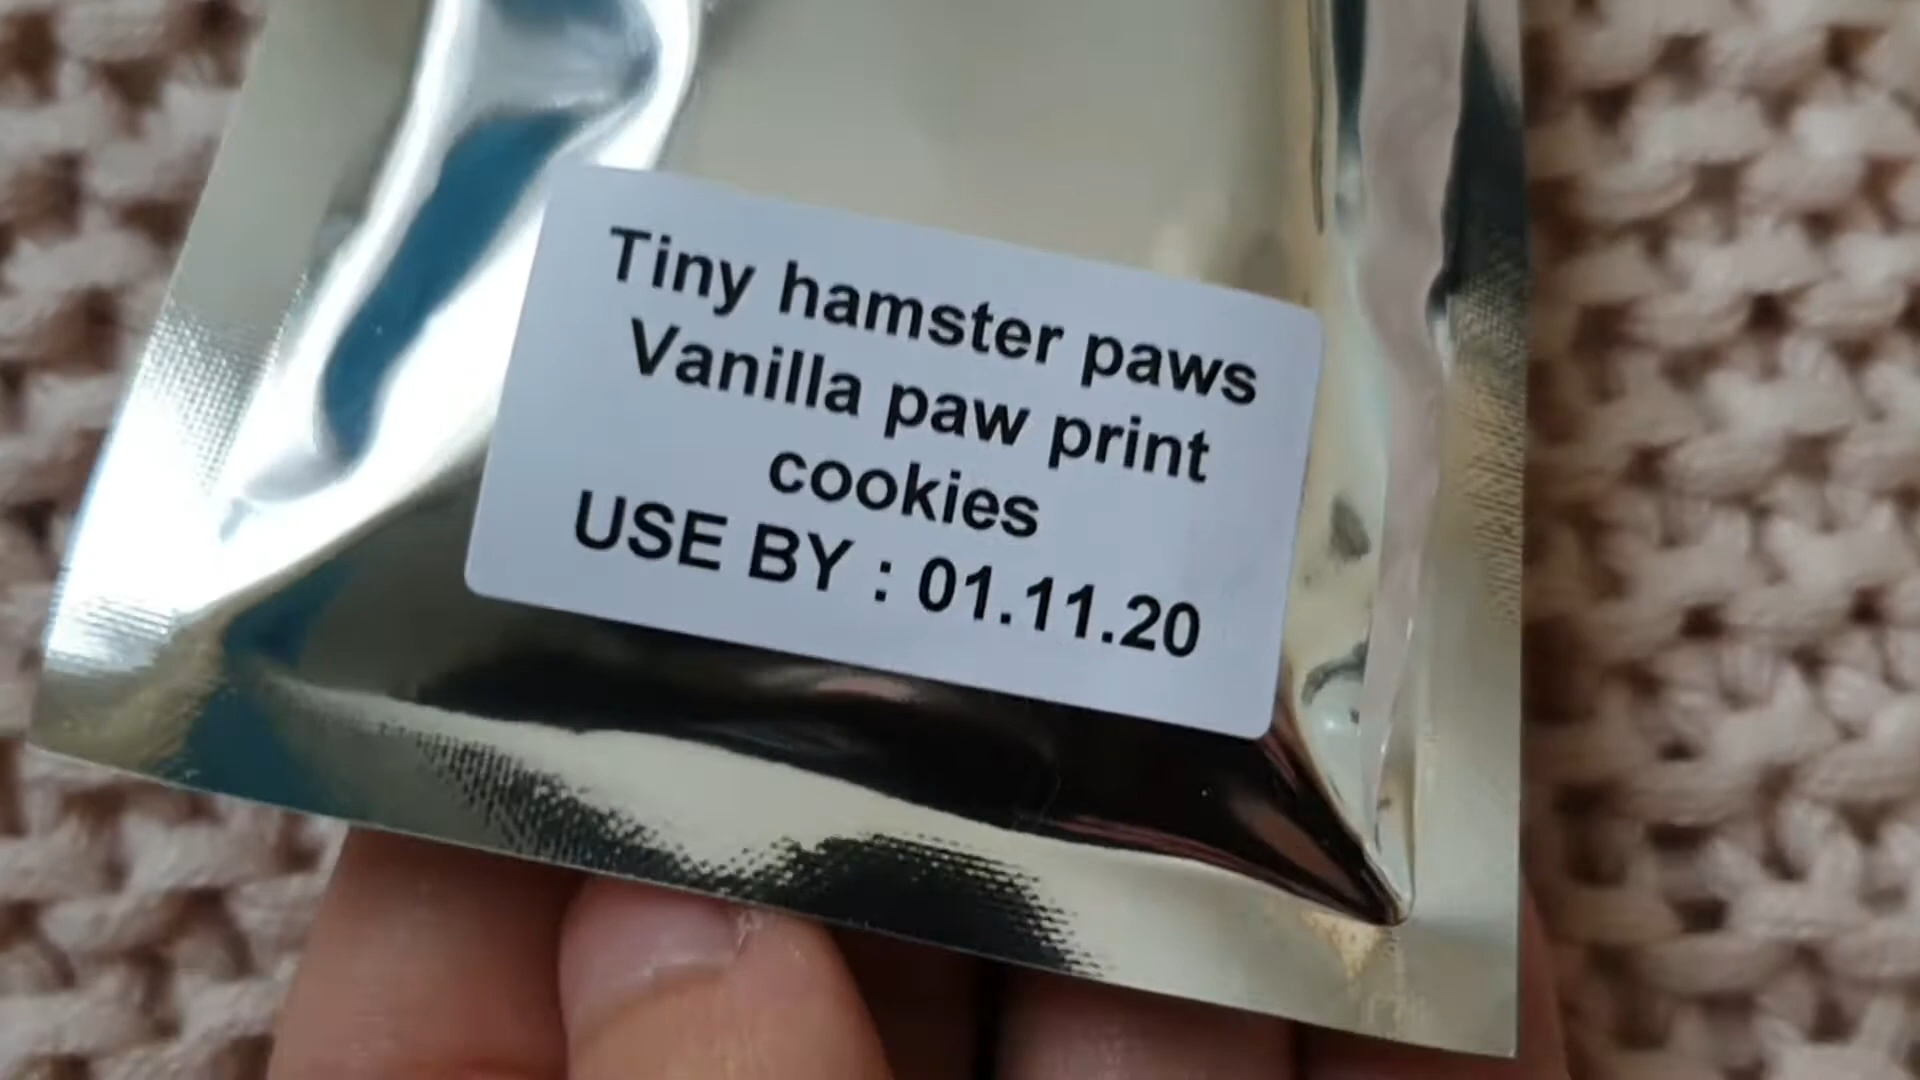 Tiny hamster paws
Vanilla paw print
cookies
USE BY : 01.11.20